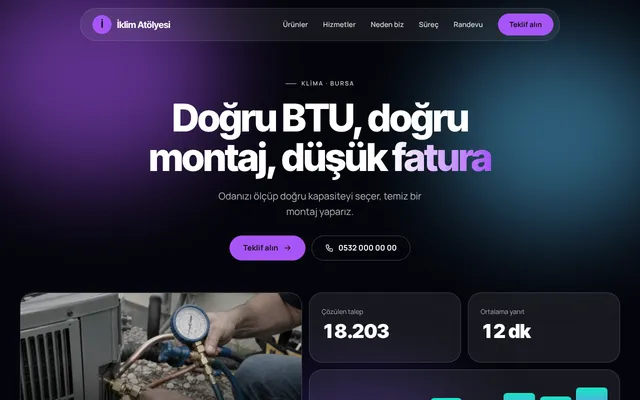 İ İklim Atölyesi
Ürünler Hizmetler Neden biz Süreç Randevu Teklif alın
KLİMA · BURSA
Doğru BTU, doğru
montaj, düşük fatura
Odanızı ölçüp doğru kapasiteyi seçer, temiz bir
montaj yaparız.
Teklif alın → 0532 000 00 00
Çözülen talep
18.203
Ortalama yanıt
12 dk